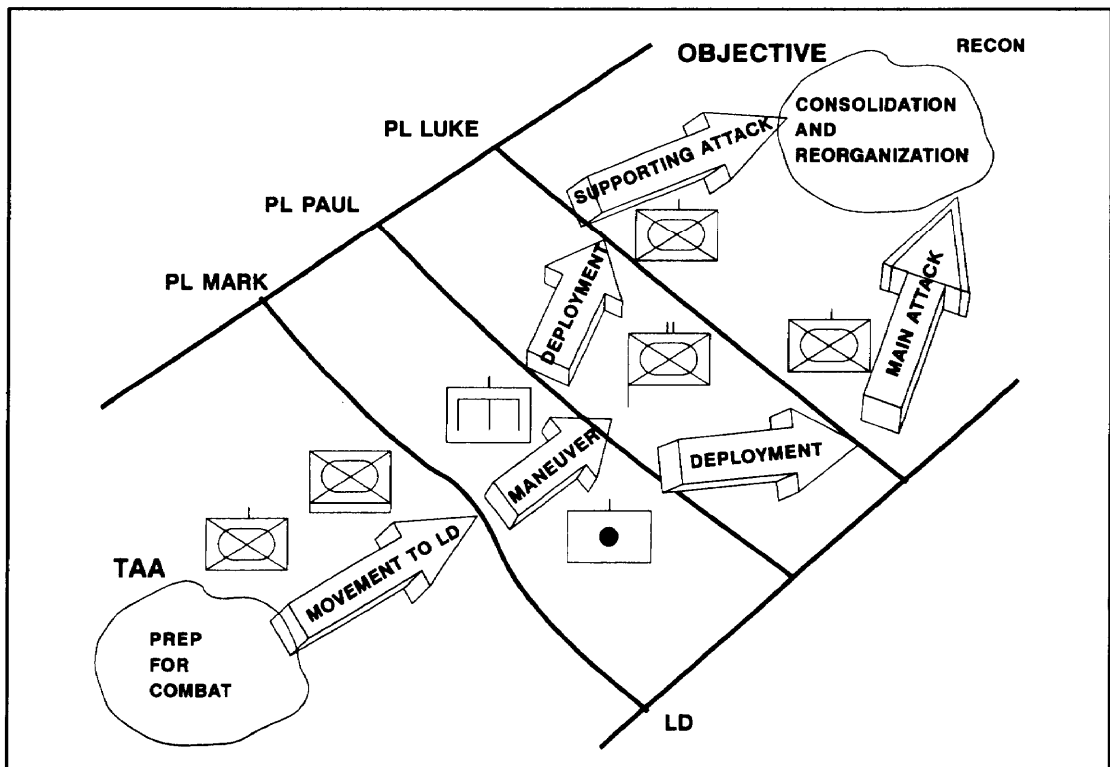 OBJECTIVE
RECON
CONSOLIDATION
AND
REORGANIZATION
PL LUKE
SUPPORTING ATTACK
PL PAUL
PL MARK
DEPLOYMENT
MAIN ATTACK
MANEUVER
DEPLOYMENT
MOVEMENT TO LD
TAA
PREP
FOR
COMBAT
LD